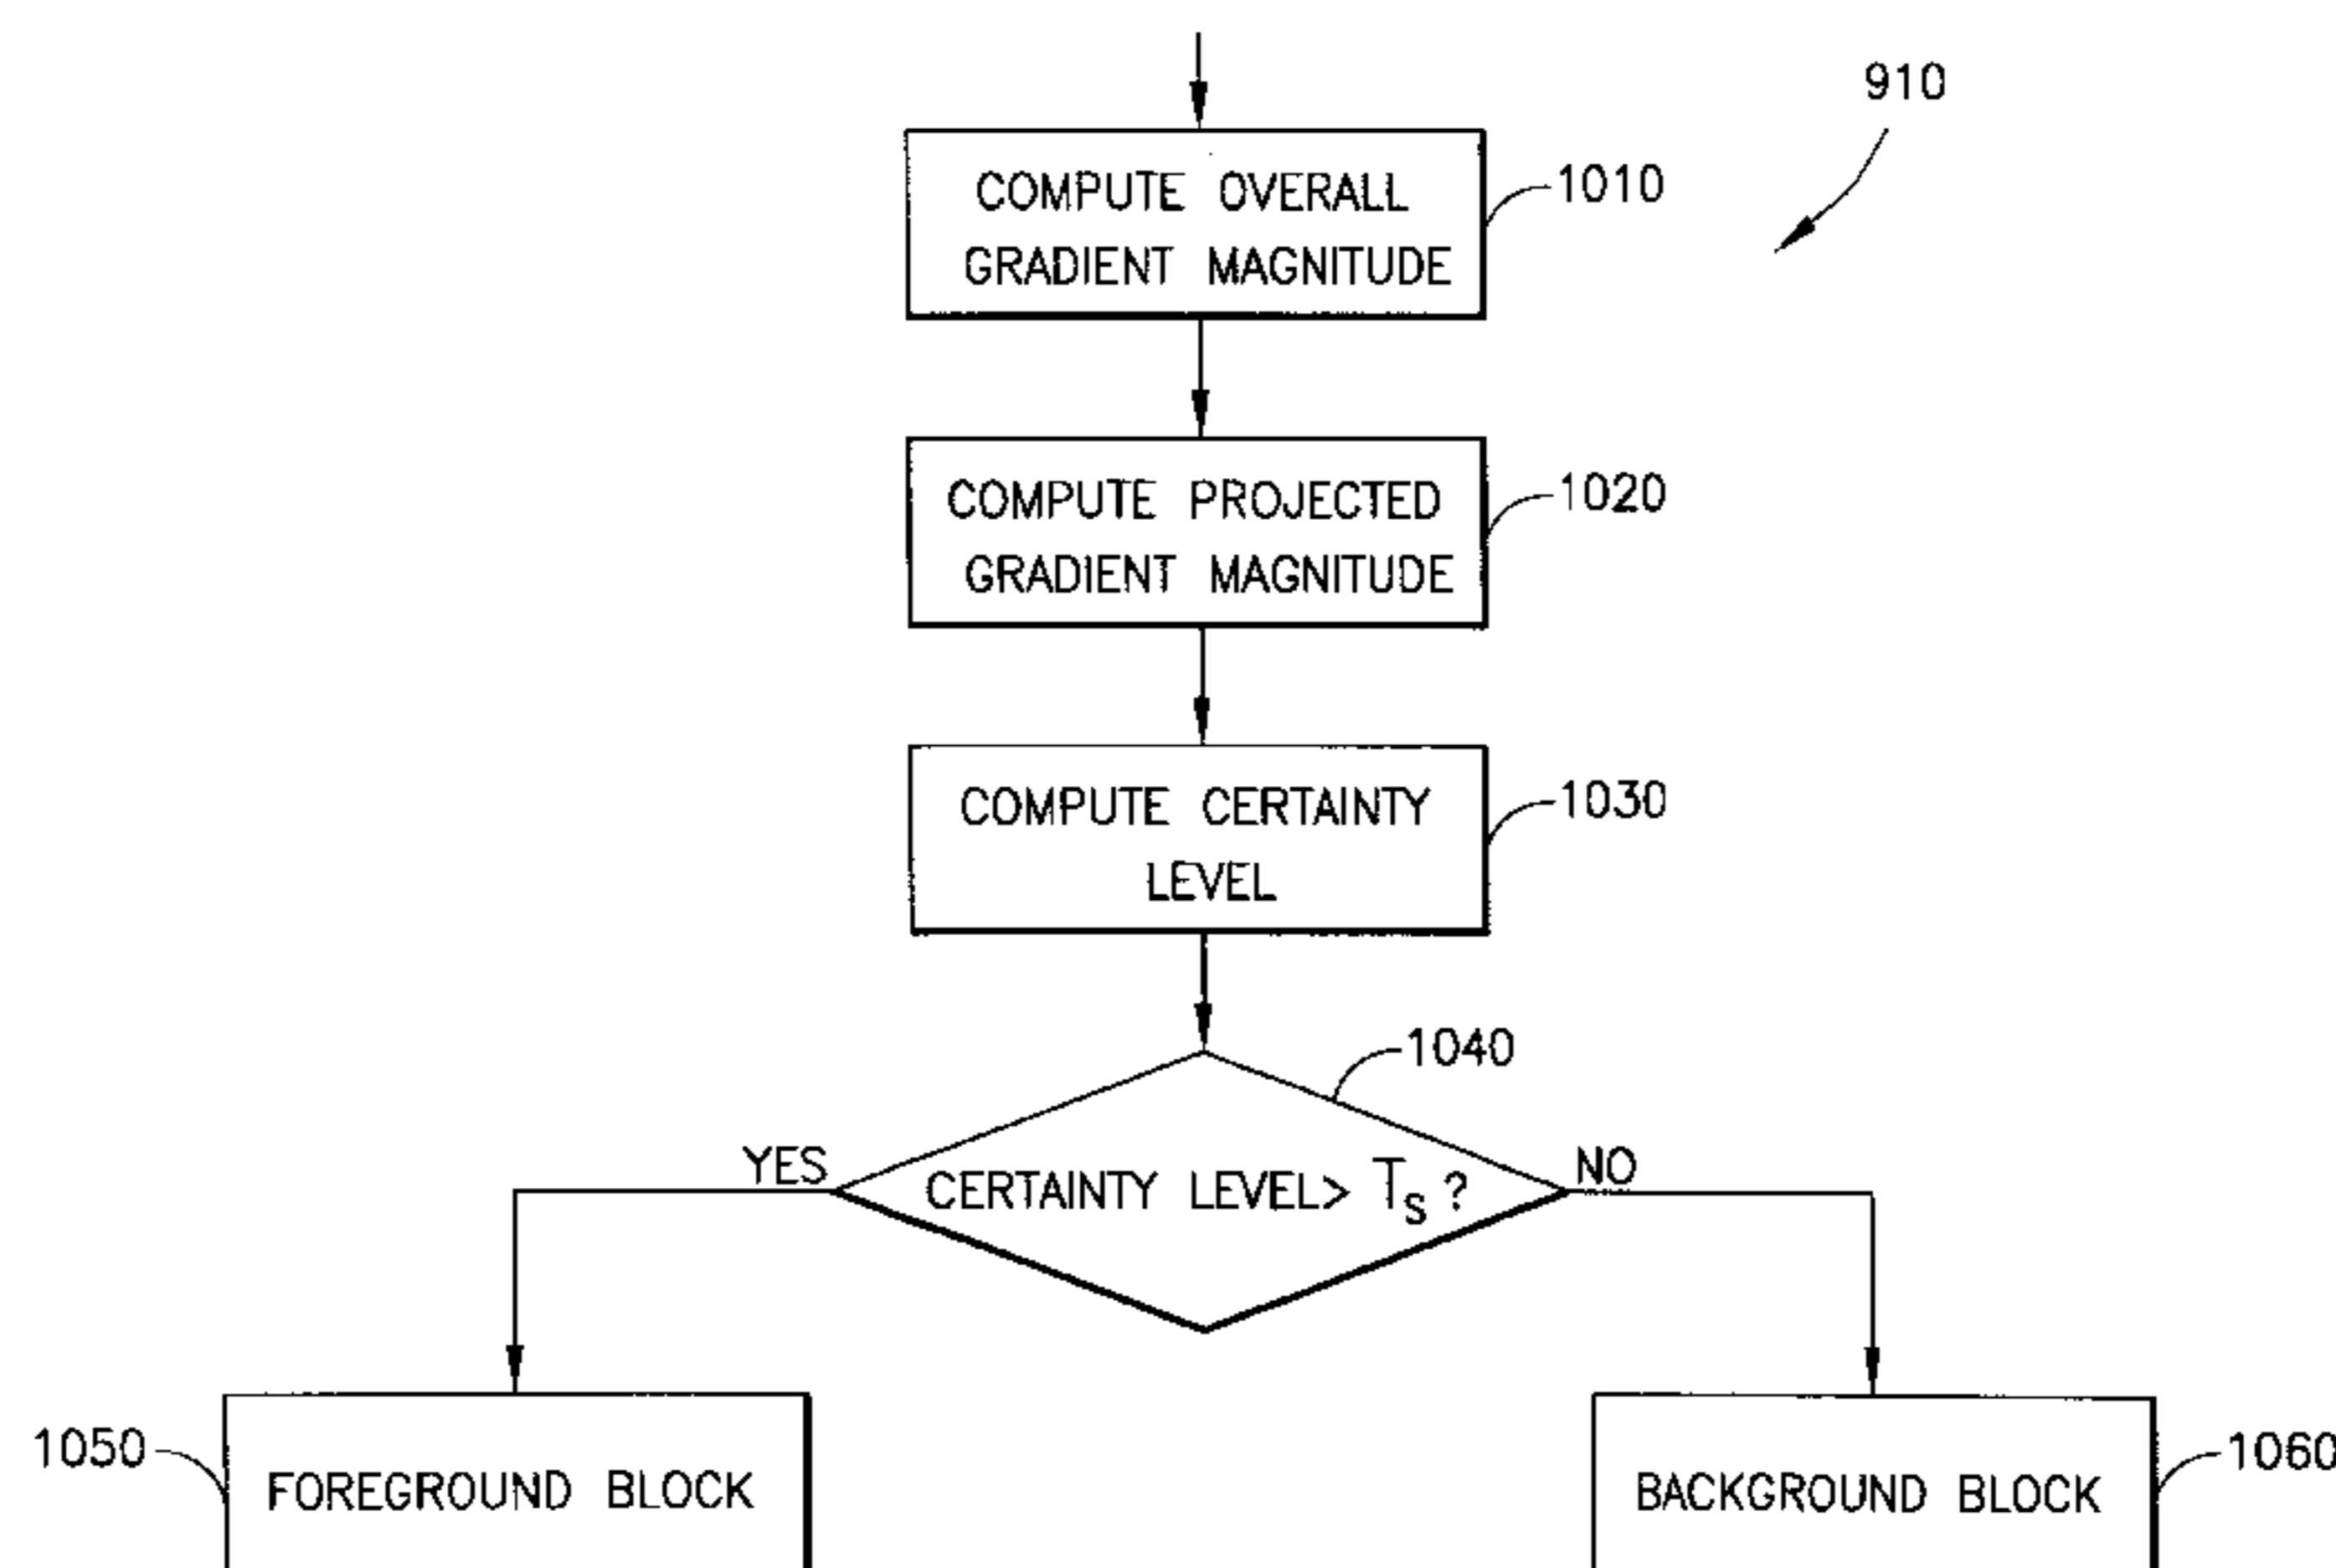 910
COMPUTE OVERALL
GRADIENT MAGNITUDE
1010
COMPUTE PROJECTED
GRADIENT MAGNITUDE
1020
COMPUTE CERTAINTY
LEVEL
1030
1040
YES
CERTAINTY LEVEL> TS ?
NO
1050
FOREGROUND BLOCK
BACKGROUND BLOCK
1060